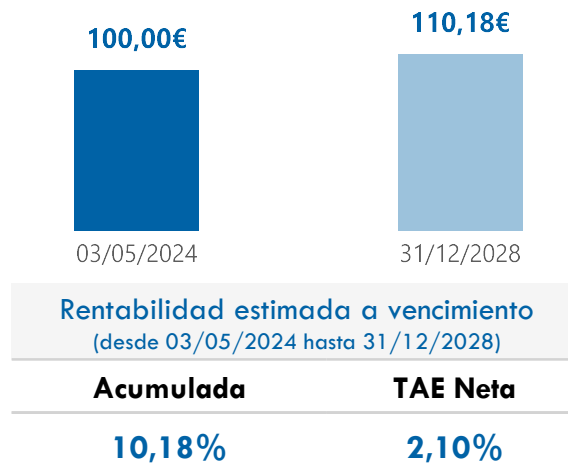 100,00€
110,18€
03/05/2024
31/12/2028
Rentabilidad estimada a vencimiento
(desde 03/05/2024 hasta 31/12/2028)
Acumulada
TAE Neta
10,18%
2,10%